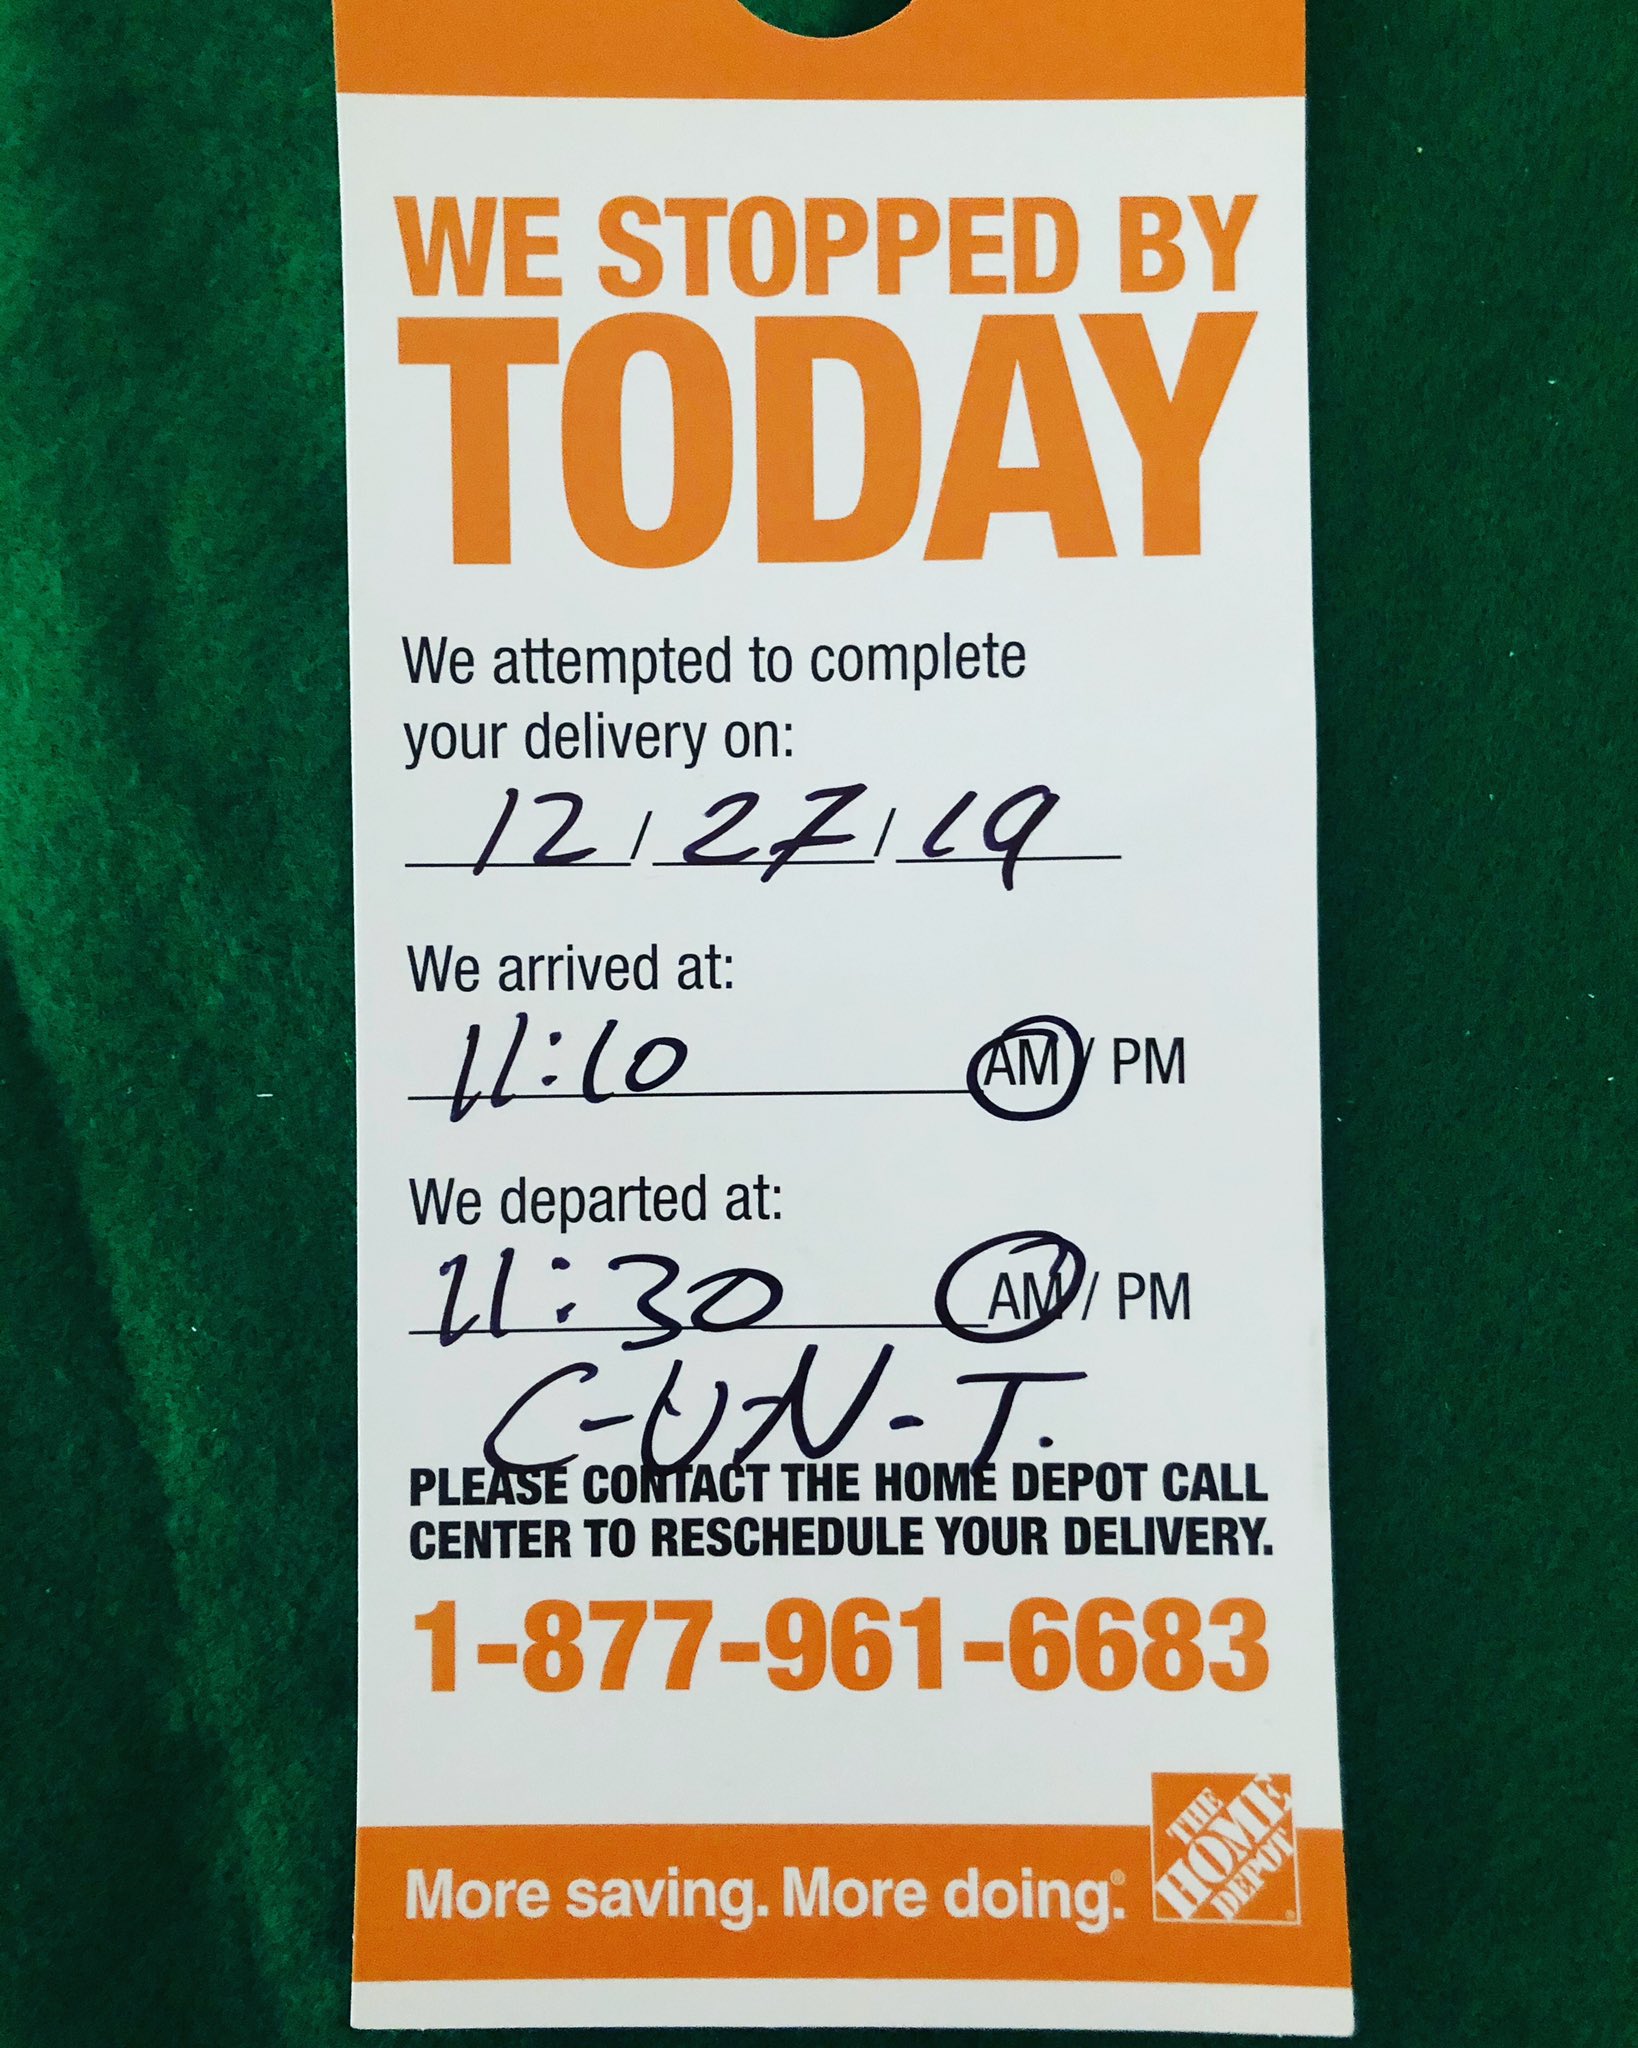 WE STOPPED BY
TODAY
We attempted to complete
your delivery on:
12 / 27 / 19
We arrived at:
11:10 AM / PM
We departed at:
11:30 AM / PM
C-U-N-T.
PLEASE CONTACT THE HOME DEPOT CALL
CENTER TO RESCHEDULE YOUR DELIVERY.
1-877-961-6683
THE
HOME
DEPOT
®
More saving. More doing.®